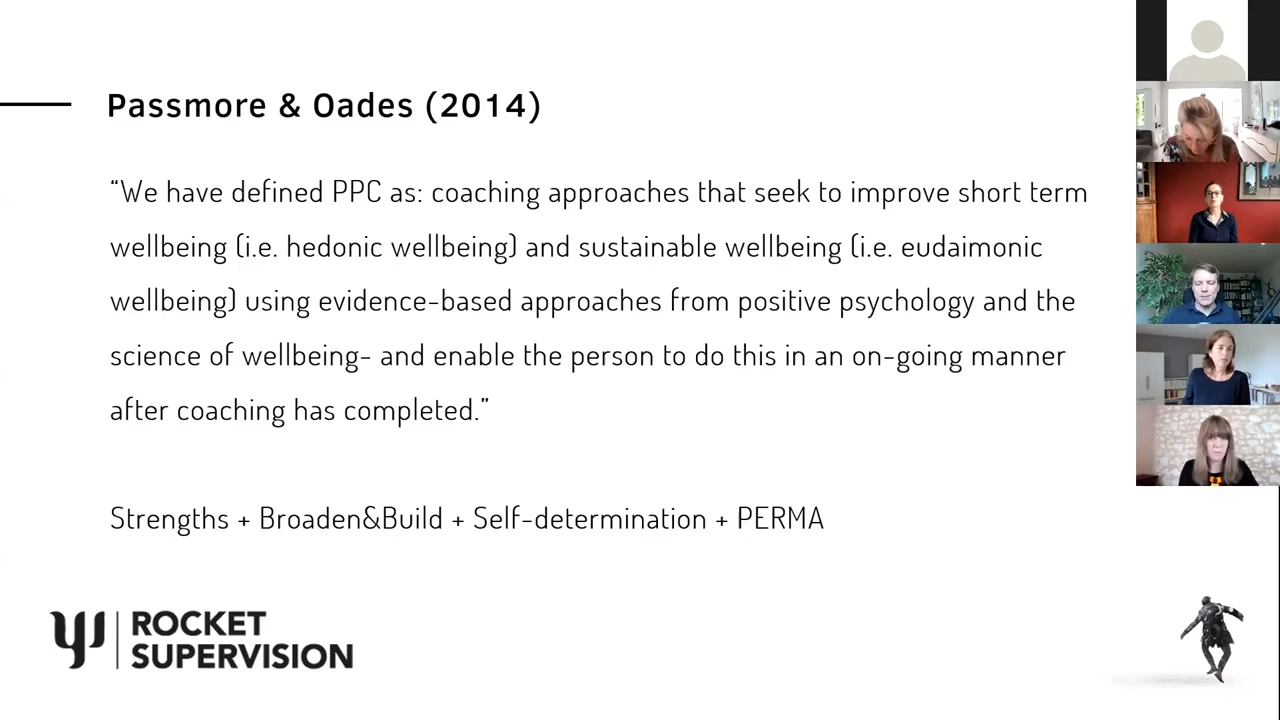 Passmore & Oades (2014)
“We have defined PPC as: coaching approaches that seek to improve short term
wellbeing (i.e. hedonic wellbeing) and sustainable wellbeing (i.e. eudaimonic
wellbeing) using evidence-based approaches from positive psychology and the
science of wellbeing- and enable the person to do this in an on-going manner
after coaching has completed.”
Strengths + Broaden&Build + Self-determination + PERMA
ROCKET
SUPERVISION